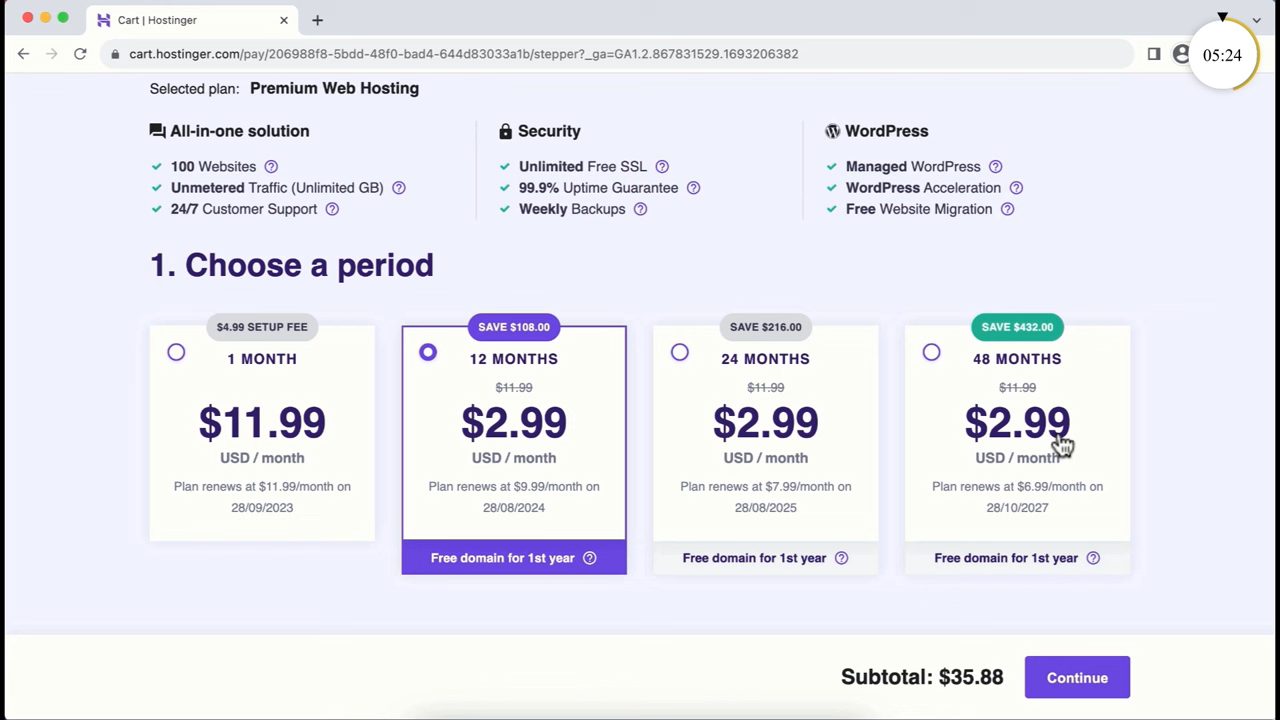 Cart | Hostinger
cart.hostinger.com/pay/206988f8-5bdd-48f0-bad4-644d83033a1b/stepper?_ga=GA1.2.867831529.1693206382
05:24
Selected plan: Premium Web Hosting
All-in-one solution
100 Websites
Unmetered Traffic (Unlimited GB)
24/7 Customer Support
Security
Unlimited Free SSL
99.9% Uptime Guarantee
Weekly Backups
WordPress
Managed WordPress
WordPress Acceleration
Free Website Migration
1. Choose a period
$4.99 SETUP FEE
1 MONTH
$11.99
USD / month
Plan renews at $11.99/month on
28/09/2023
SAVE $108.00
12 MONTHS
$11.99
$2.99
USD / month
Plan renews at $9.99/month on
28/08/2024
Free domain for 1st year
SAVE $216.00
24 MONTHS
$11.99
$2.99
USD / month
Plan renews at $7.99/month on
28/08/2025
Free domain for 1st year
SAVE $432.00
48 MONTHS
$11.99
$2.99
USD / month
Plan renews at $6.99/month on
28/10/2027
Free domain for 1st year
Subtotal: $35.88
Continue